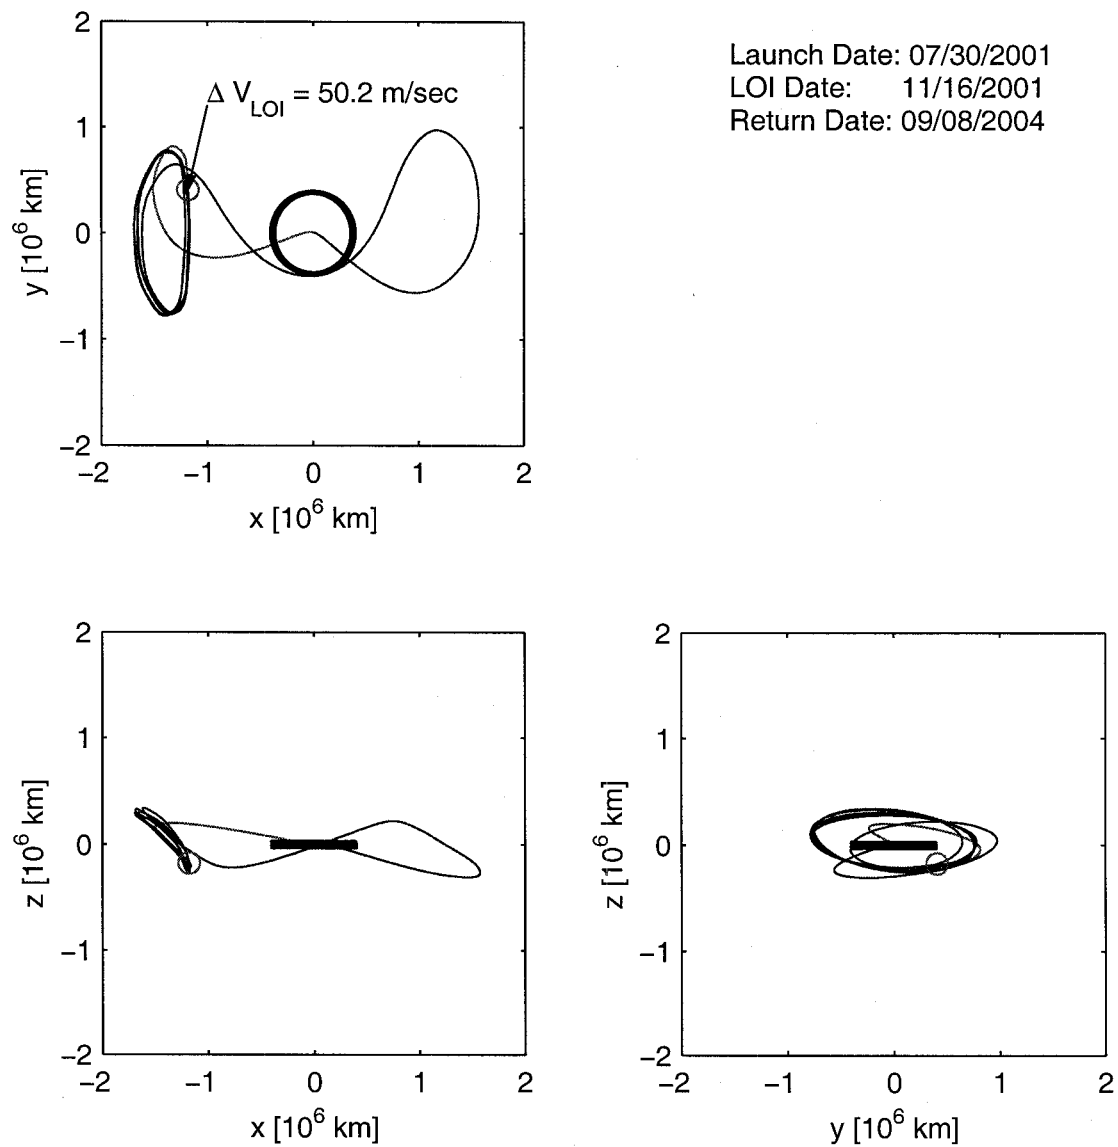 Launch Date: 07/30/2001
LOI Date: 11/16/2001
Return Date: 09/08/2004
Δ V_LOI = 50.2 m/sec
2
1
0
−1
−2
y [10^6 km]
−2 −1 0 1 2
x [10^6 km]
2
1
0
−1
−2
z [10^6 km]
−2 −1 0 1 2
x [10^6 km]
2
1
0
−1
−2
z [10^6 km]
−2 −1 0 1 2
y [10^6 km]